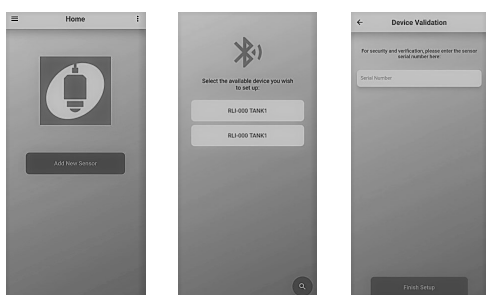 Home
Add New Sensor
Select the available device you wish
to set up:
RLI-000 TANK1
RLI-000 TANK1
Device Validation
For security and verification, please enter the sensor
serial number here:
Serial Number
Finish Setup